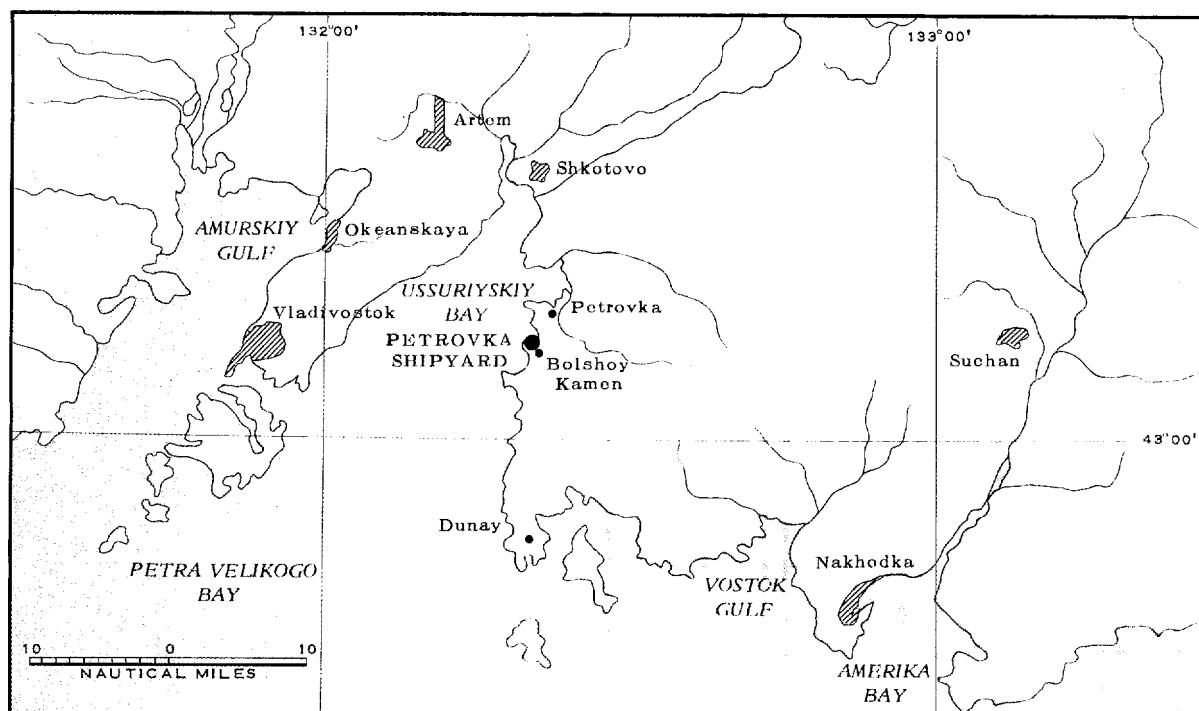 132°00'
133°00'
Artem
Shkotovo
AMURSKIY
GULF
Okeanskaya
USSURIYSKIY
BAY
Petrovka
Vladivostok
PETROVKA
SHIPYARD
Bolshoy
Kamen
Suchan
43°00'
Dunay
PETRA VELIKOGO
BAY
VOSTOK
GULF
Nakhodka
AMERIKA
BAY
10 0 10
NAUTICAL MILES